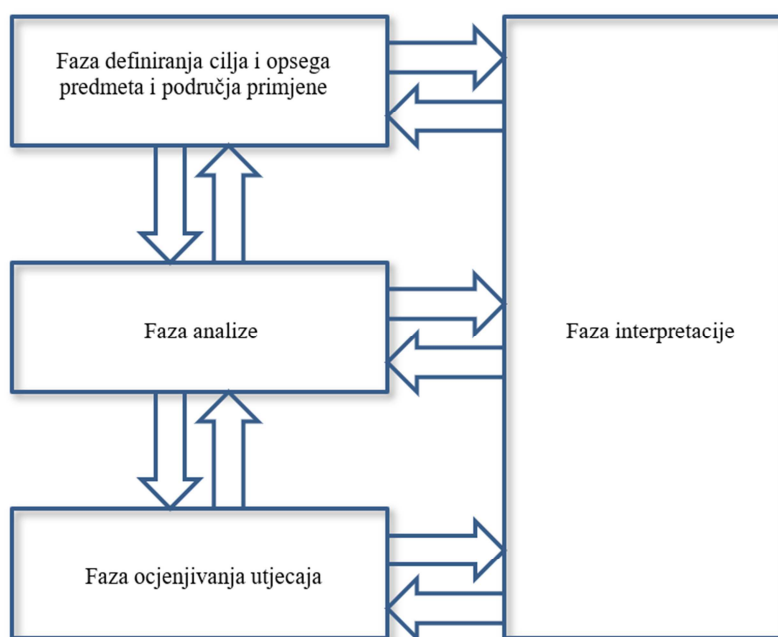 Faza definiranja cilja i opsega
predmeta i područja primjene
Faza analize
Faza interpretacije
Faza ocjenjivanja utjecaja